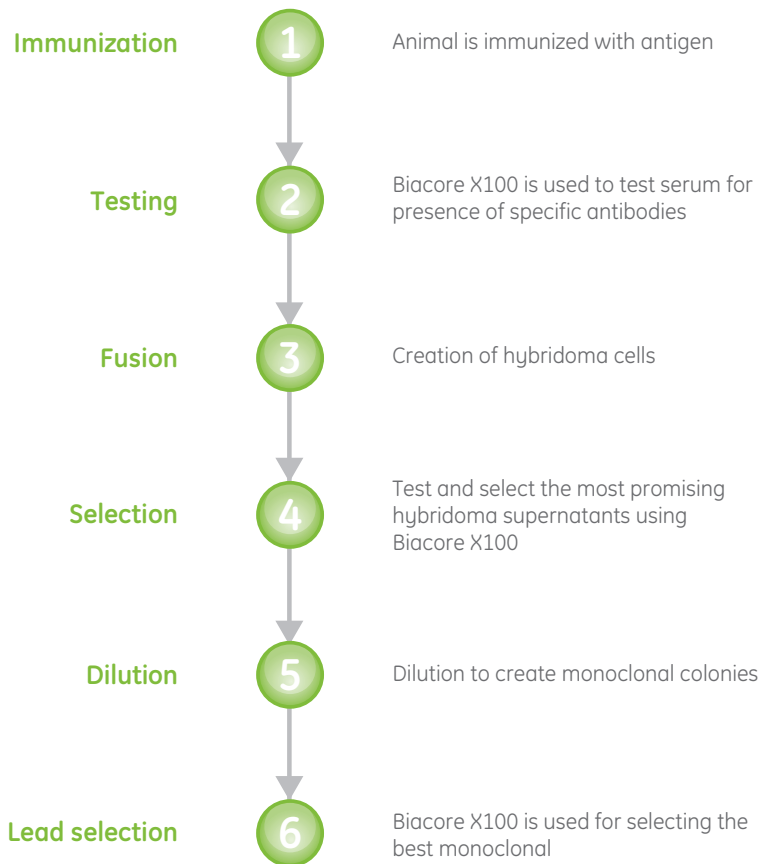 Immunization
1
Animal is immunized with antigen
Testing
2
Biacore X100 is used to test serum for
presence of specific antibodies
Fusion
3
Creation of hybridoma cells
Selection
4
Test and select the most promising
hybridoma supernatants using
Biacore X100
Dilution
5
Dilution to create monoclonal colonies
Lead selection
6
Biacore X100 is used for selecting the
best monoclonal